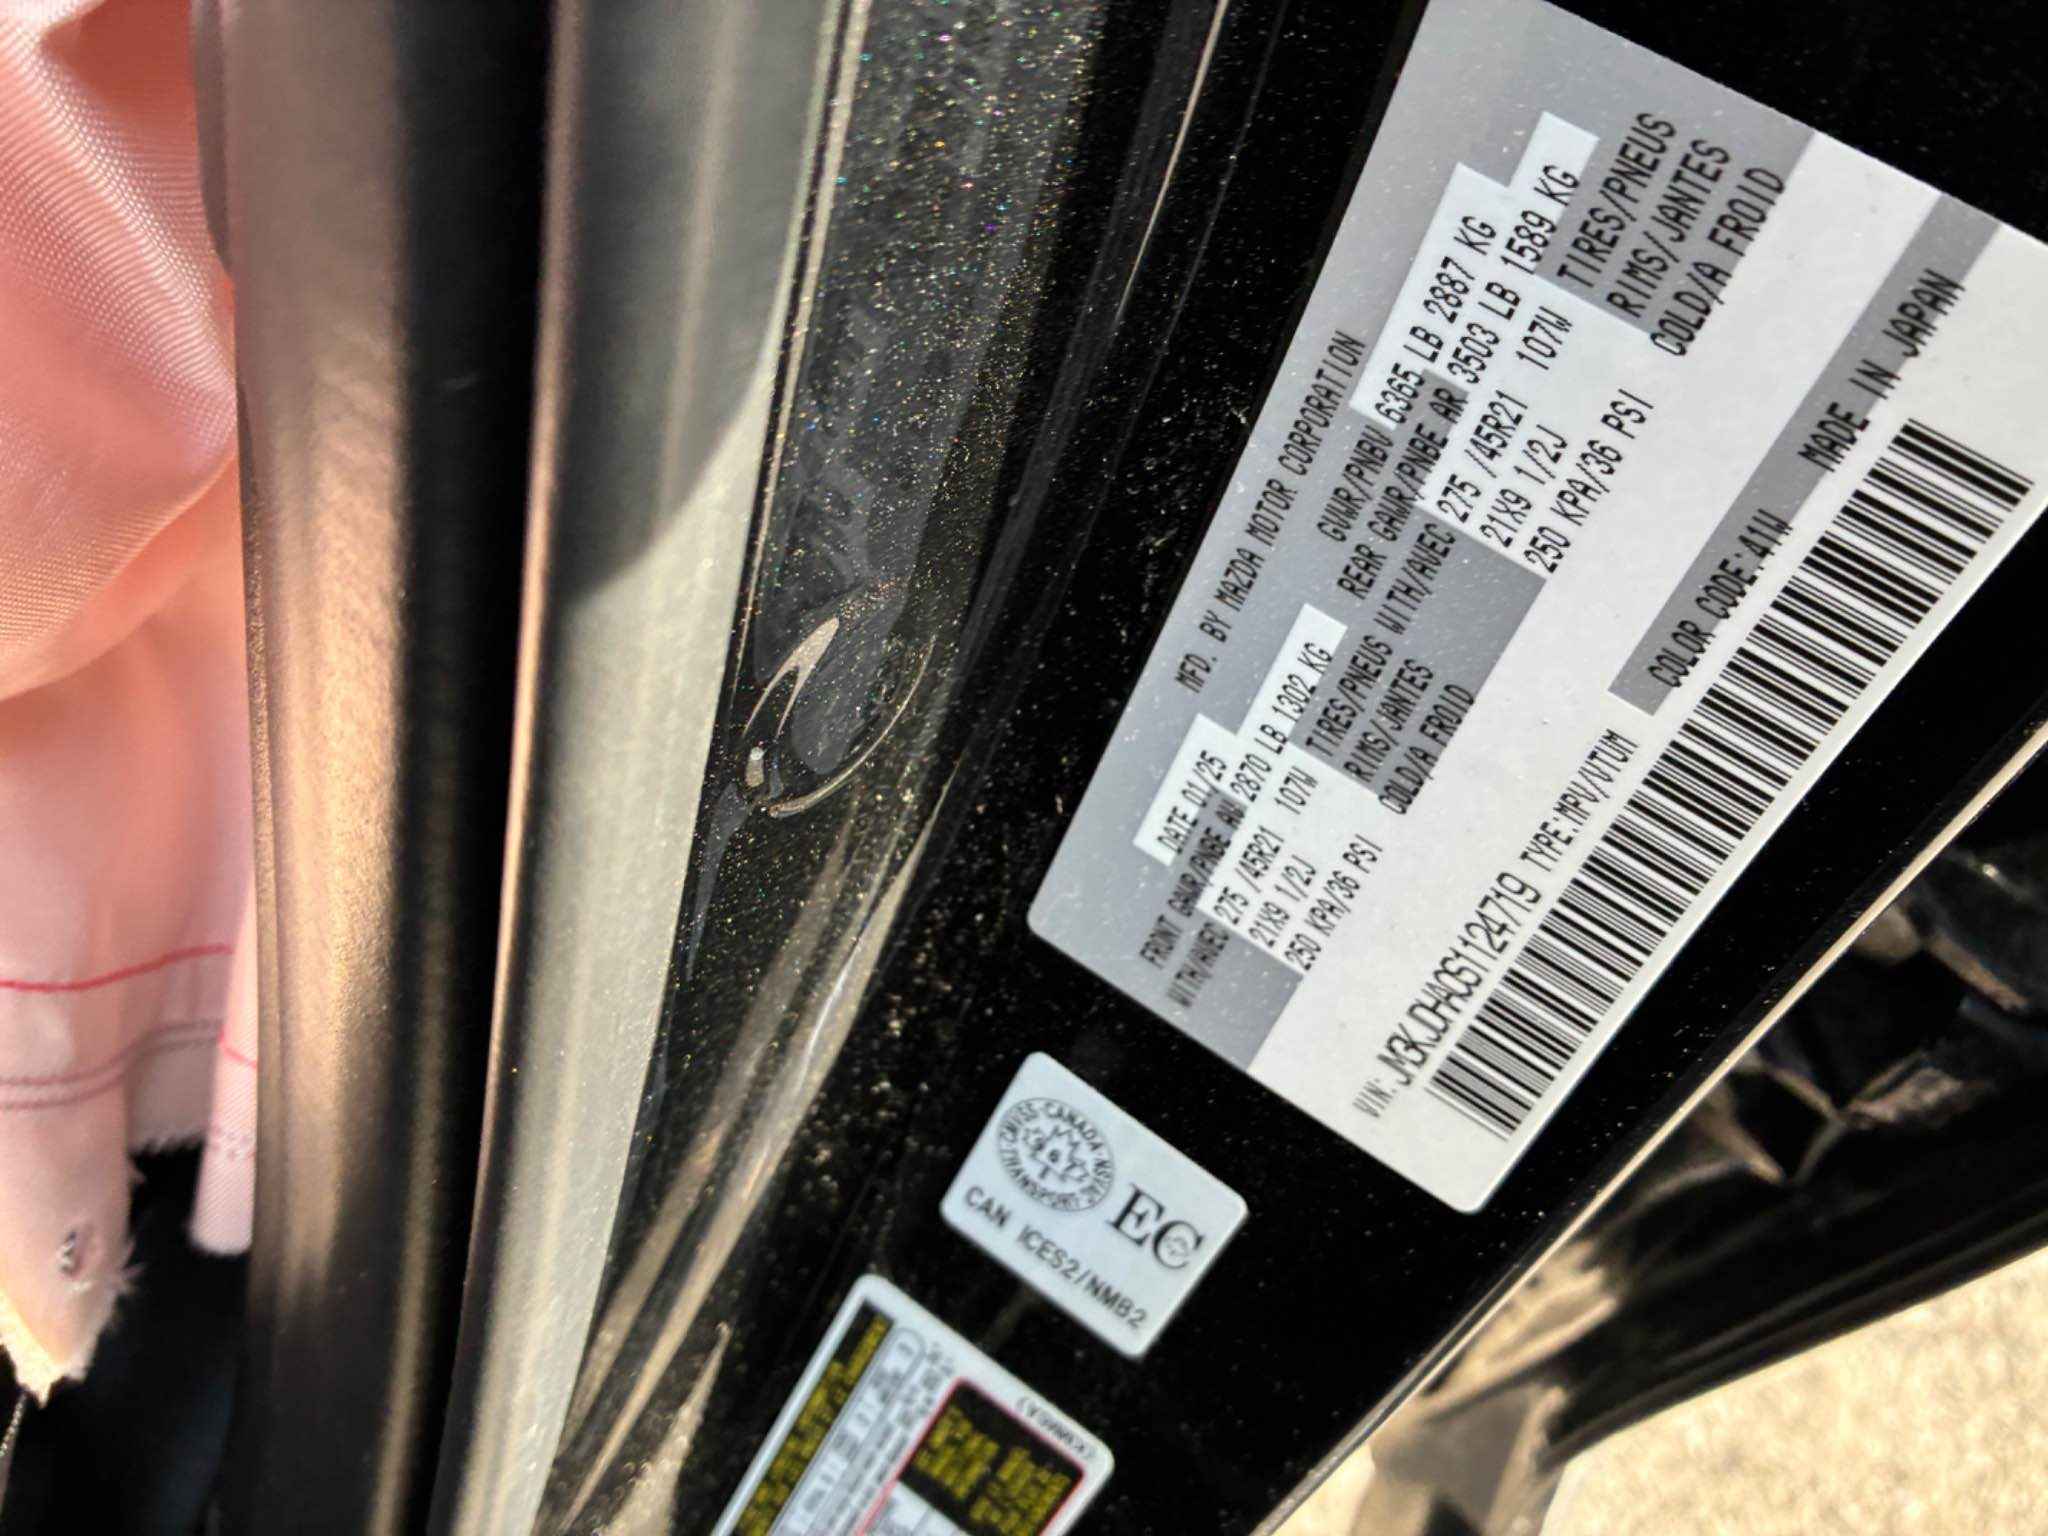 MFD. BY MAZDA MOTOR CORPORATION
DATE 01/25 GVWR/PNBV 6365 LB 2887 KG
FRONT GAWR/PNBE AV 2870 LB 1302 KG REAR GAWR/PNBE AR 3503 LB 1589 KG
WITH/AVEC 275 /45R21 107W TIRES/PNEUS WITH/AVEC 275 /45R21 107W TIRES/PNEUS
21X9 1/2J RIMS/JANTES 21X9 1/2J RIMS/JANTES
250 KPA/36 PSI COLD/A FROID 250 KPA/36 PSI COLD/A FROID
VIN: JM3KJDHA0S1124719 TYPE:MPV/VTUM
COLOR CODE:41W MADE IN JAPAN
CANADA
TRANSPORT
EC
CAN ICES2/NMB2